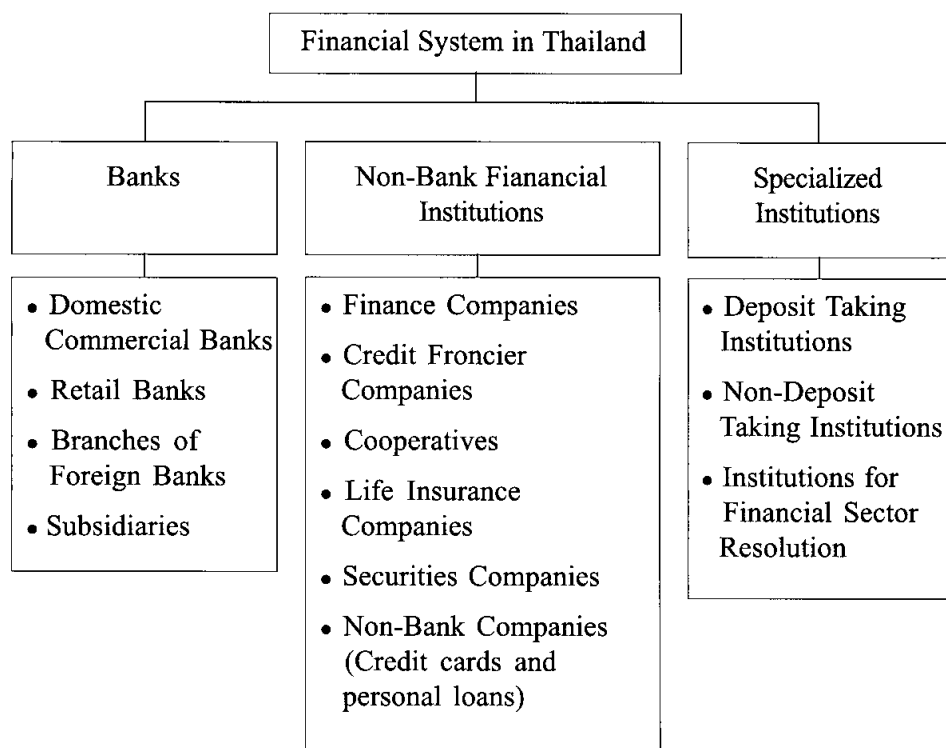 Financial System in Thailand
Banks
Non-Bank Fianancial
Institutions
Specialized
Institutions
• Domestic
Commercial Banks
• Retail Banks
• Branches of
Foreign Banks
• Subsidiaries
• Finance Companies
• Credit Froncier
Companies
• Cooperatives
• Life Insurance
Companies
• Securities Companies
• Non-Bank Companies
(Credit cards and
personal loans)
• Deposit Taking
Institutions
• Non-Deposit
Taking Institutions
• Institutions for
Financial Sector
Resolution